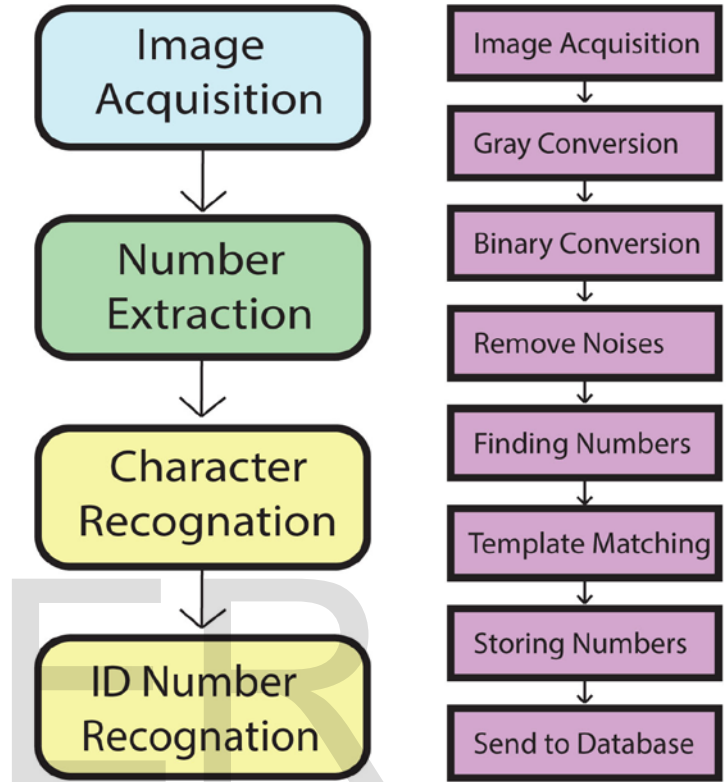 Image
Acquisition
Number
Extraction
Character
Recognation
ID Number
Recognation
Image Acquisition
Gray Conversion
Binary Conversion
Remove Noises
Finding Numbers
Template Matching
Storing Numbers
Send to Database
ER